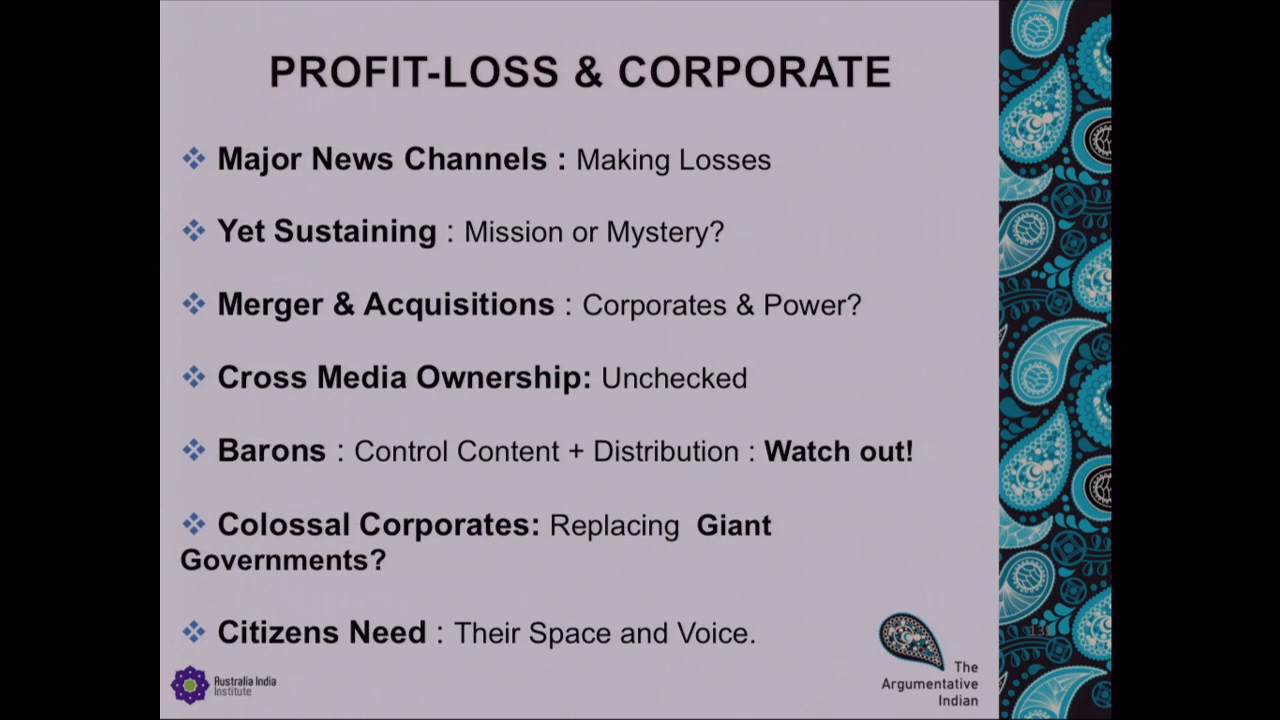 PROFIT-LOSS & CORPORATE
❖ Major News Channels : Making Losses
❖ Yet Sustaining : Mission or Mystery?
❖ Merger & Acquisitions : Corporates & Power?
❖ Cross Media Ownership: Unchecked
❖ Barons : Control Content + Distribution : Watch out!
❖ Colossal Corporates: Replacing Giant
Governments?
❖ Citizens Need : Their Space and Voice.
Australia India
Institute
The
Argumentative
Indian